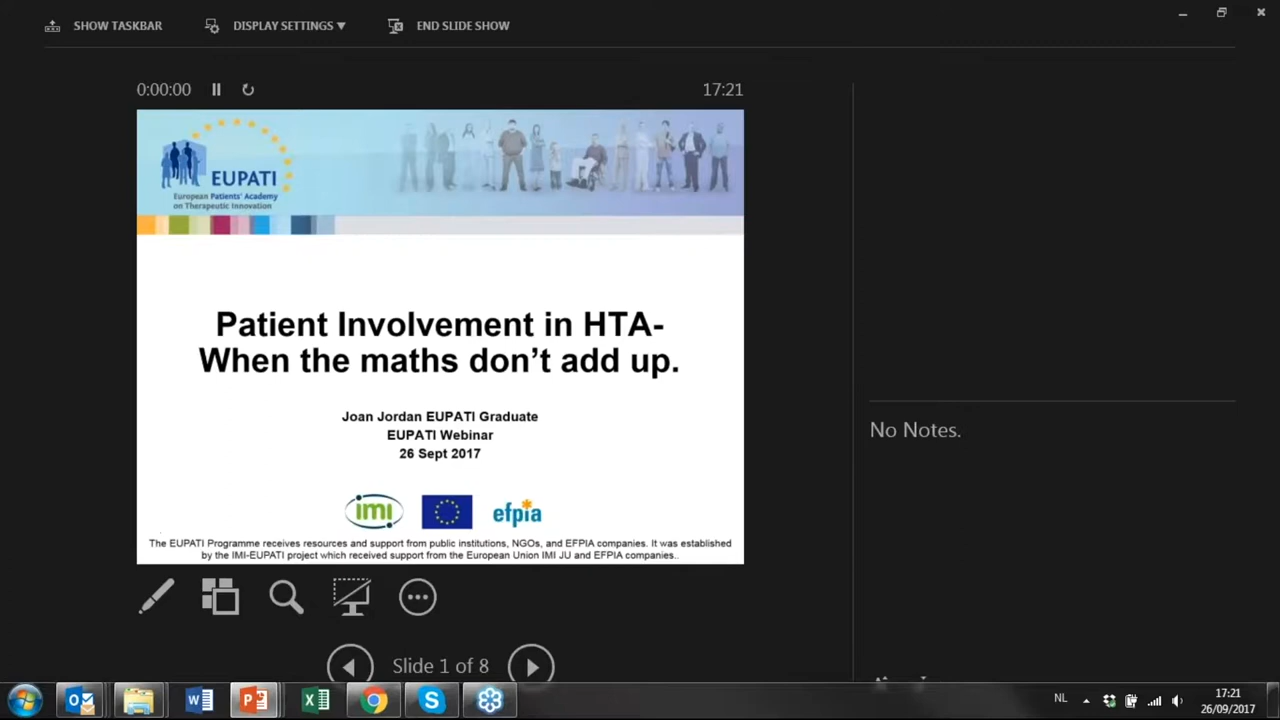 SHOW TASKBAR
DISPLAY SETTINGS ▼
END SLIDE SHOW
0:00:00
17:21
EUPATI
European Patients' Academy
on Therapeutic Innovation
Patient Involvement in HTA-
When the maths don't add up.
Joan Jordan EUPATI Graduate
EUPATI Webinar
26 Sept 2017
imi
efpia
The EUPATI Programme receives resources and support from public institutions, NGOs, and EFPIA companies. It was established
by the IMI-EUPATI project which received support from the European Union IMI JU and EFPIA companies..
No Notes.
Slide 1 of 8
NL
17:21
26/09/2017